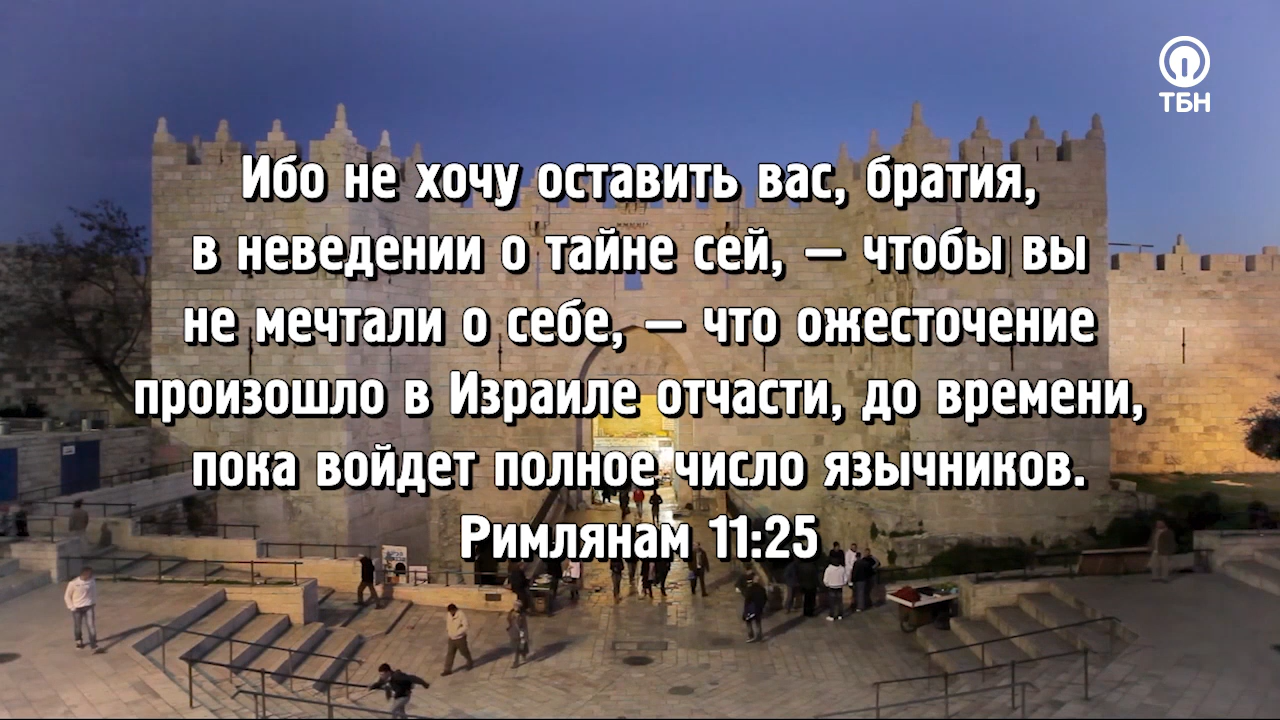 ТБН
Ибо не хочу оставить вас, братия,
в неведении о тайне сей, — чтобы вы
не мечтали о себе, — что ожесточение
произошло в Израиле отчасти, до времени,
пока войдет полное число язычников.
Римлянам 11:25